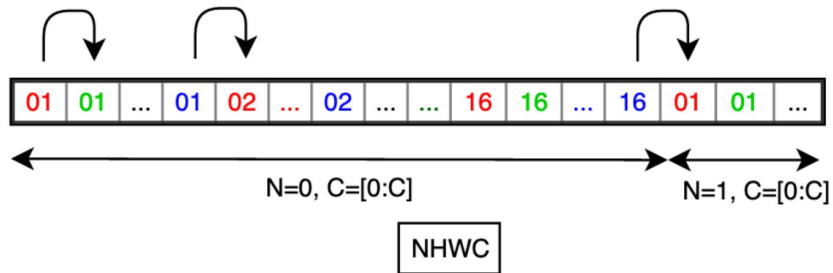 01 01 ... 01 02 ... 02 ... ... 16 16 ... 16 01 01 ...
N=0, C=[0:C] N=1, C=[0:C]
NHWC